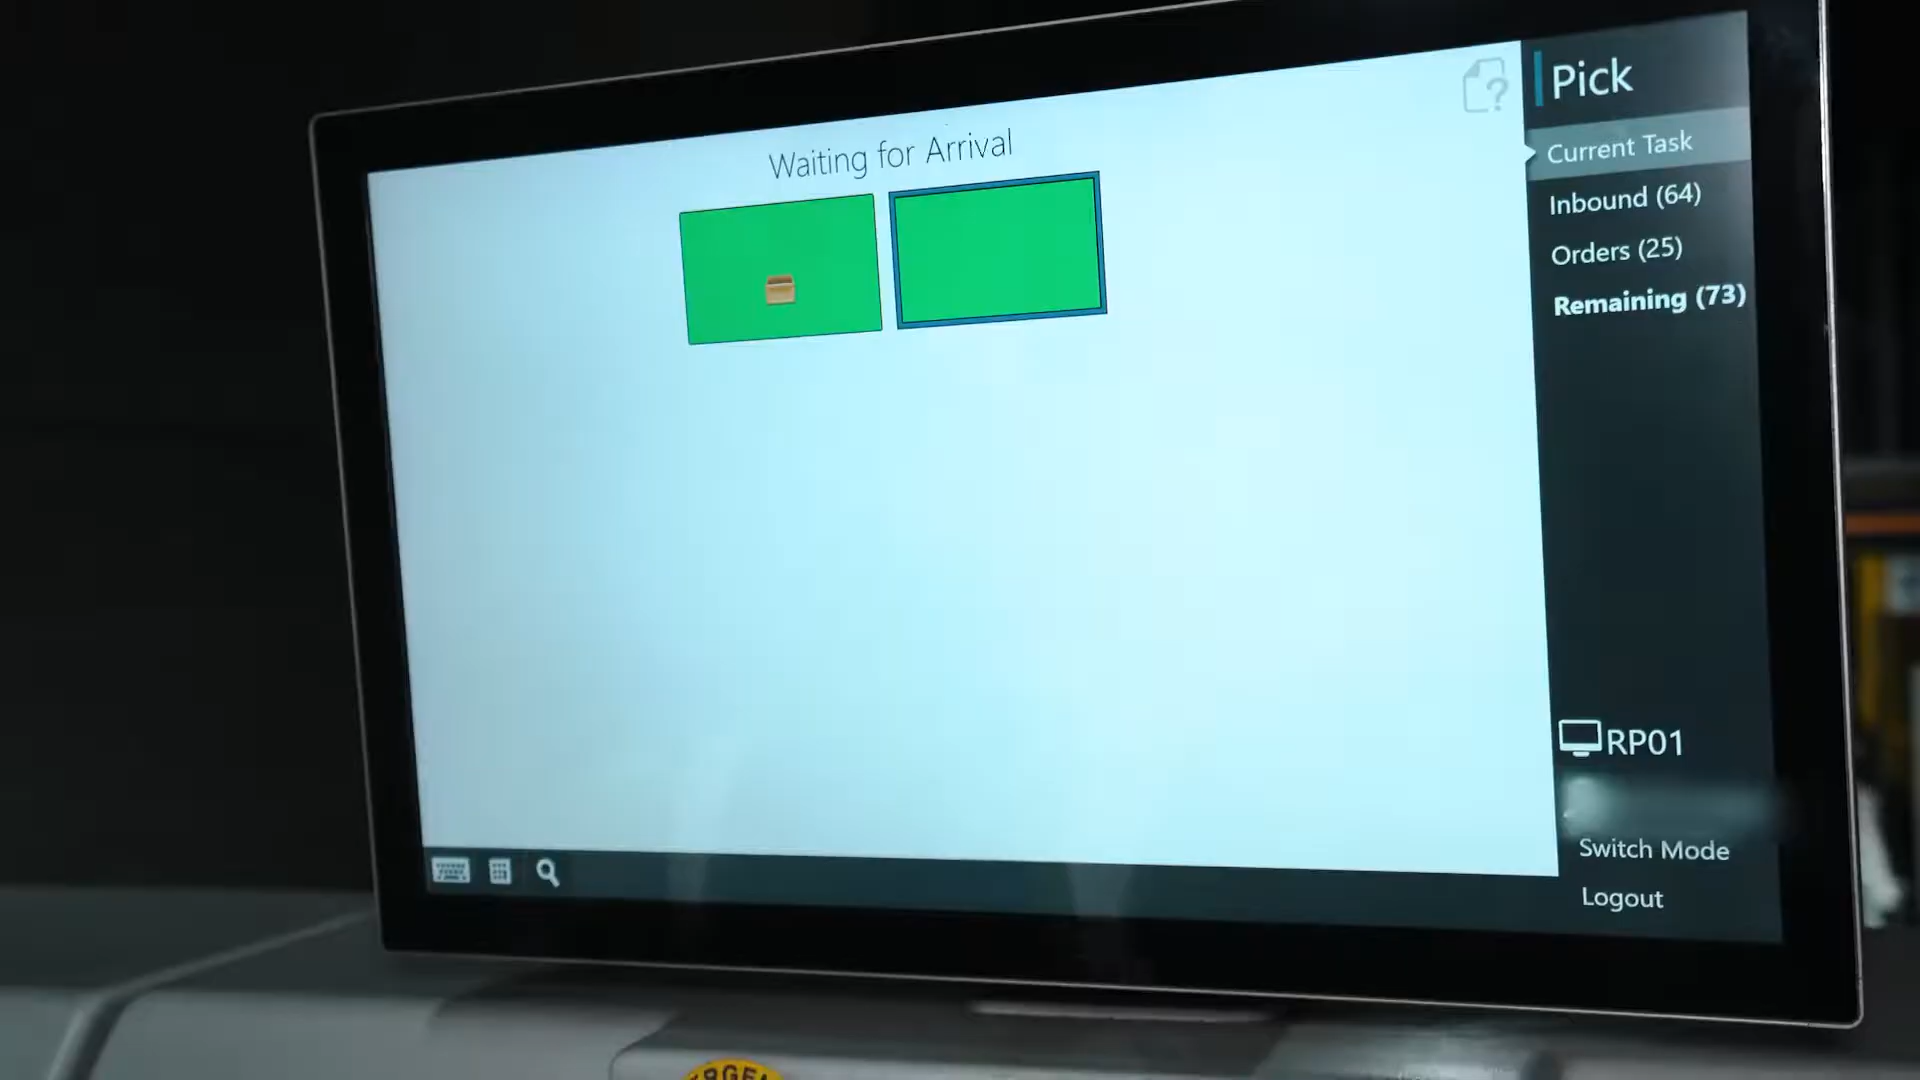 Waiting for Arrival
Pick
Current Task
Inbound (64)
Orders (25)
Remaining (73)
RP01
Switch Mode
Logout